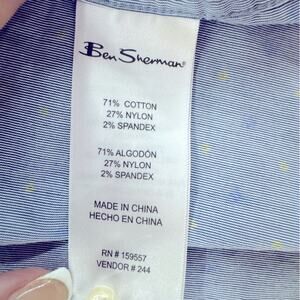 Ben Sherman®
71% COTTON
27% NYLON
2% SPANDEX
71% ALGODÓN
27% NYLON
2% SPANDEX
MADE IN CHINA
HECHO EN CHINA
RN # 159557
VENDOR # 244